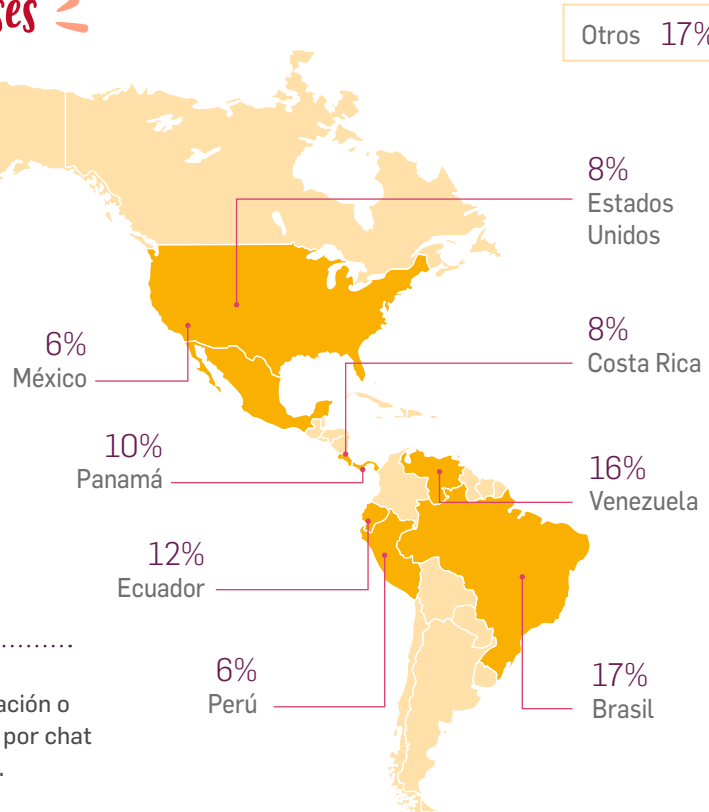 ses
Otros 17%
8%
Estados
Unidos
6%
México
8%
Costa Rica
10%
Panamá
16%
Venezuela
12%
Ecuador
6%
Perú
17%
Brasil
ación o
por chat